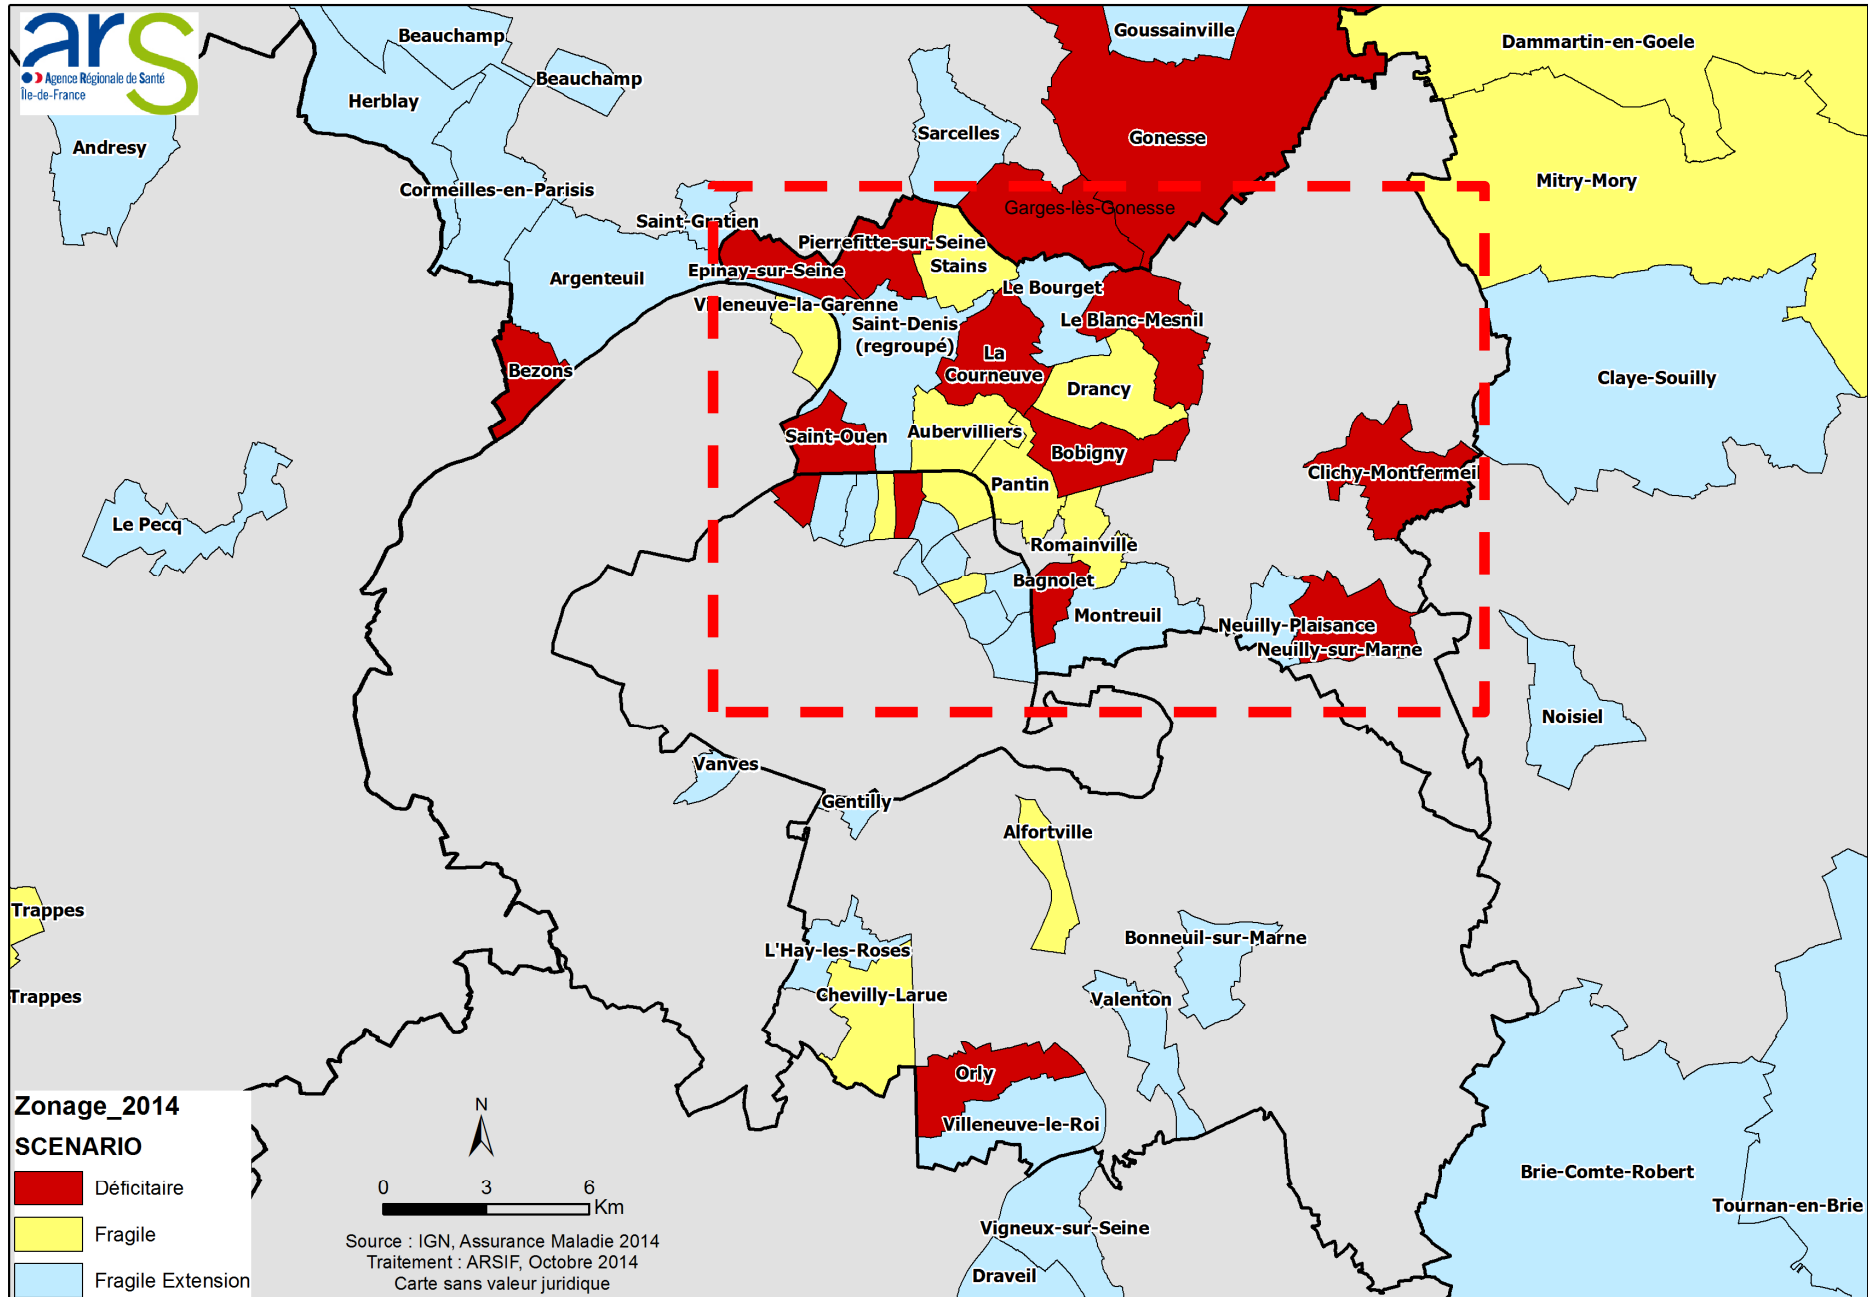 ars
Agence Régionale de Santé
Île-de-France
Beauchamp
Goussainville
Dammartin-en-Goele
Beauchamp
Herblay
Andresy
Sarcelles
Gonesse
Cormeilles-en-Parisis
Mitry-Mory
Saint-Gratien
Garges-lès-Gonesse
Pierrefitte-sur-Seine
Stains
Epinay-sur-Seine
Argenteuil
Le Bourget
Villeneuve-la-Garenne
Saint-Denis
(regroupé)
Le Blanc-Mesnil
La
Courneuve
Bezons
Drancy
Claye-Souilly
Saint-Ouen
Aubervilliers
Bobigny
Clichy-Montfermeil
Pantin
Le Pecq
Romainville
Bagnolet
Montreuil
Neuilly-Plaisance
Neuilly-sur-Marne
Noisiel
Vanves
Gentilly
Alfortville
Trappes
L'Hay-les-Roses
Bonneuil-sur-Marne
Chevilly-Larue
Valenton
Trappes
Orly
Villeneuve-le-Roi
Brie-Comte-Robert
Tournan-en-Brie
Vigneux-sur-Seine
Draveil
Zonage_2014
SCENARIO
Déficitaire
Fragile
Fragile Extension
N
0 3 6
Km
Source : IGN, Assurance Maladie 2014
Traitement : ARSIF, Octobre 2014
Carte sans valeur juridique